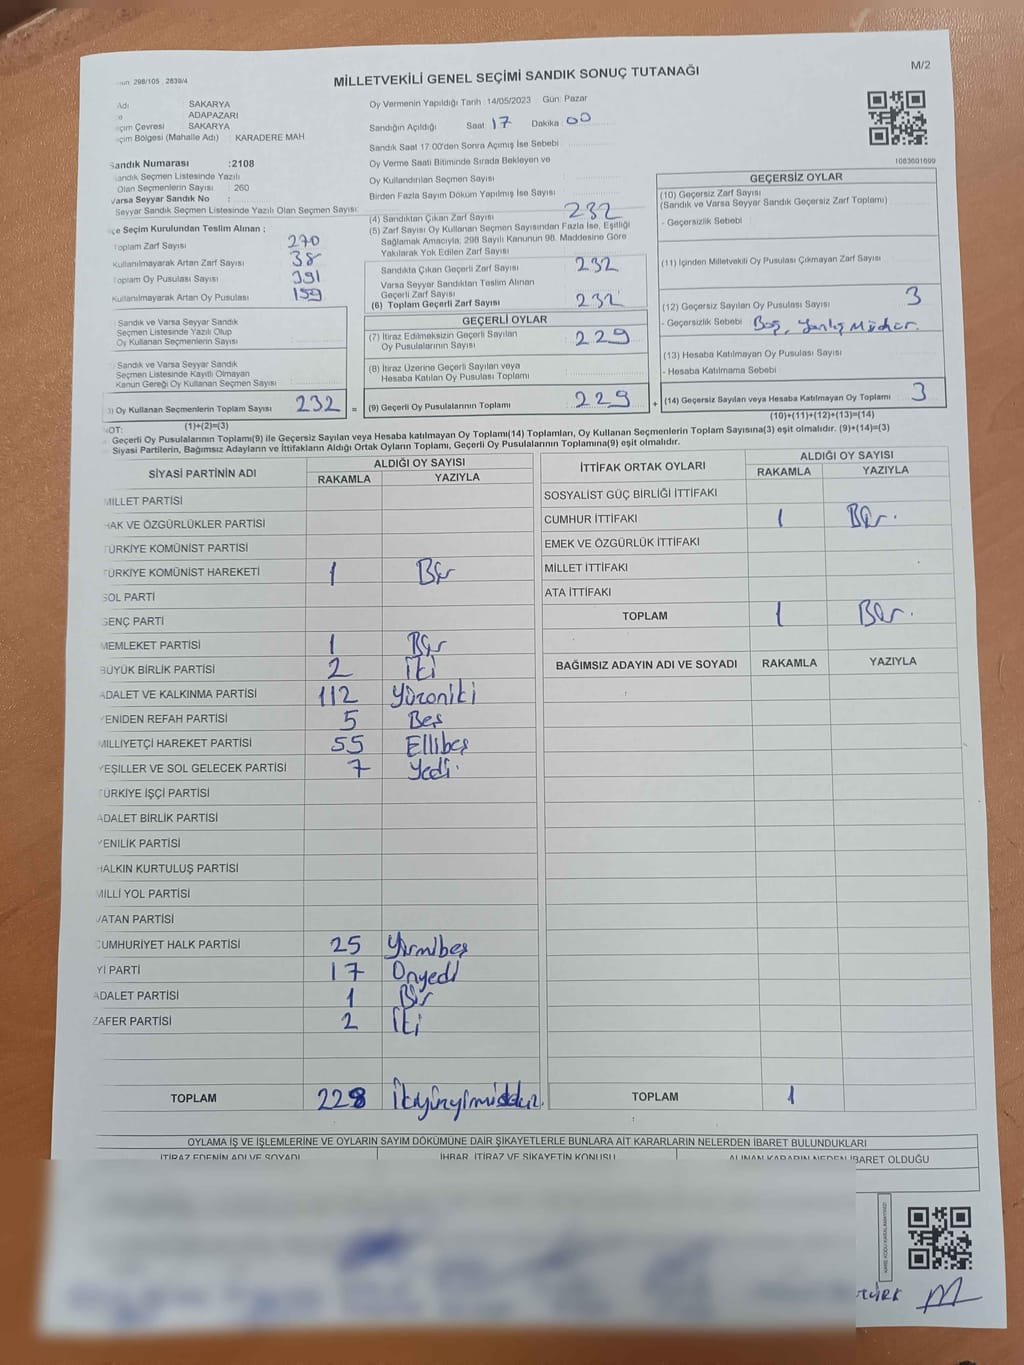 298/105 2839/4
MİLLETVEKİLİ GENEL SEÇİMİ SANDIK SONUÇ TUTANAĞI
M/2
Adı SAKARYA
ADAPAZARI
çim Çevresi SAKARYA
çim Bölgesi (Mahalle Adı) : KARADERE MAH
Sandık Numarası :2108
Sandık Seçmen Listesinde Yazılı
Olan Seçmenlerin Sayısı : 260
Varsa Seyyar Sandık No :
Seyyar Sandık Seçmen Listesinde Yazılı Olan Seçmen Sayısı:
çe Seçim Kurulundan Teslim Alınan ;
Toplam Zarf Sayısı 270
Kullanılmayarak Artan Zarf Sayısı 38
Toplam Oy Pusulası Sayısı 391
Kullanılmayarak Artan Oy Pusulası 159
Sandık ve Varsa Seyyar Sandık
Seçmen Listesinde Yazılı Olup
Oy Kullanan Seçmenlerin Sayısı
Sandık ve Varsa Seyyar Sandık
Seçmen Listesinde Kayıtlı Olmayan
Kanun Gereği Oy Kullanan Seçmen Sayısı
) Oy Kullanan Seçmenlerin Toplam Sayısı 232 =
(1)+(2)=(3)
Oy Vermenin Yapıldığı Tarih :14/05/2023 Gün: Pazar
Sandığın Açıldığı Saat 17 Dakika 00
Sandık Saat 17:00'den Sonra Açımış İse Sebebi
Oy Verme Saati Bitiminde Sırada Bekleyen ve
Oy Kullandırılan Seçmen Sayısı
Birden Fazla Sayım Döküm Yapılmış İse Sayısı
(4) Sandıktan Çıkan Zarf Sayısı 232
(5) Zarf Sayısı Oy Kullanan Seçmen Sayısından Fazla İse, Eşitliği
Sağlamak Amacıyla, 298 Sayılı Kanunun 98. Maddesine Göre
Yakılarak Yok Edilen Zarf Sayısı
Sandıkta Çıkan Geçerli Zarf Sayısı 232
Varsa Seyyar Sandıktan Teslim Alınan
Geçerli Zarf Sayısı
(6) Toplam Geçerli Zarf Sayısı 232
GEÇERLİ OYLAR
(7) İtiraz Edilmeksizin Geçerli Sayılan
Oy Pusulalarının Sayısı 229
(8) İtiraz Üzerine Geçerli Sayılan veya
Hesaba Katılan Oy Pusulaları Toplamı
(9) Geçerli Oy Pusulalarının Toplamı 229 +
1083601600
GEÇERSİZ OYLAR
(10) Geçersiz Zarf Sayısı
(Sandık ve Varsa Seyyar Sandık Geçersiz Zarf Toplamı)
- Geçersizlik Sebebi
(11) İçinden Milletvekili Oy Pusulası Çıkmayan Zarf Sayısı
(12) Geçersiz Sayılan Oy Pusulası Sayısı 3
- Geçersizlik Sebebi Boş, Yanlış Mühür.
(13) Hesaba Katılmayan Oy Pusulası Sayısı
- Hesaba Katılmama Sebebi
(14) Geçersiz Sayılan veya Hesaba Katılmayan Oy Toplamı 3
(10)+(11)+(12)+(13)=(14)
NOT:
Geçerli Oy Pusulalarının Toplamı(9) ile Geçersiz Sayılan veya Hesaba katılmayan Oy Toplamı(14) Toplamları, Oy Kullanan Seçmenlerin Toplam Sayısına(3) eşit olmalıdır. (9)+(14)=(3)
Siyasi Partilerin, Bağımsız Adayların ve İttifakların Aldığı Ortak Oyların Toplamı, Geçerli Oy Pusulalarının Toplamına(9) eşit olmalıdır.
SİYASİ PARTİNİN ADI ALDIĞI OY SAYISI
RAKAMLA YAZIYLA
MİLLET PARTİSİ
HAK VE ÖZGÜRLÜKLER PARTİSİ
TÜRKİYE KOMÜNİST PARTİSİ
TÜRKİYE KOMÜNİST HAREKETİ 1 Bir
SOL PARTİ
GENÇ PARTİ
MEMLEKET PARTİSİ 1 Bir
BÜYÜK BİRLİK PARTİSİ 2 İki
ADALET VE KALKINMA PARTİSİ 112 Yüzoniki
YENİDEN REFAH PARTİSİ 5 Beş
MİLLİYETÇİ HAREKET PARTİSİ 55 Ellibeş
YEŞİLLER VE SOL GELECEK PARTİSİ 7 Yedi
TÜRKİYE İŞÇİ PARTİSİ
ADALET BİRLİK PARTİSİ
YENİLİK PARTİSİ
HALKIN KURTULUŞ PARTİSİ
MİLLİ YOL PARTİSİ
VATAN PARTİSİ
CUMHURİYET HALK PARTİSİ 25 Yirmibeş
İYİ PARTİ 17 Onyedi
ADALET PARTİSİ 1 Bir
ZAFER PARTİSİ 2 İki
TOPLAM 228 İkiyüzyirmisekiz.
İTTİFAK ORTAK OYLARI ALDIĞI OY SAYISI
RAKAMLA YAZIYLA
SOSYALİST GÜÇ BİRLİĞİ İTTİFAKI
CUMHUR İTTİFAKI 1 Bir.
EMEK VE ÖZGÜRLÜK İTTİFAKI
MİLLET İTTİFAKI
ATA İTTİFAKI
TOPLAM 1 Bir.
BAĞIMSIZ ADAYIN ADI VE SOYADI RAKAMLA YAZIYLA
TOPLAM 1
OYLAMA İŞ VE İŞLEMLERİNE VE OYLARIN SAYIM DÖKÜMÜNE DAİR ŞİKAYETLERLE BUNLARA AİT KARARLARIN NELERDEN İBARET BULUNDUKLARI
İTİRAZ EDENİN ADI VE SOYADI İHBAR, İTİRAZ VE ŞİKAYETİN KONUSU ALINAN KARARIN NEDEN İBARET OLDUĞU
KARE KODU KARALAMAYINIZ!
TÜRK